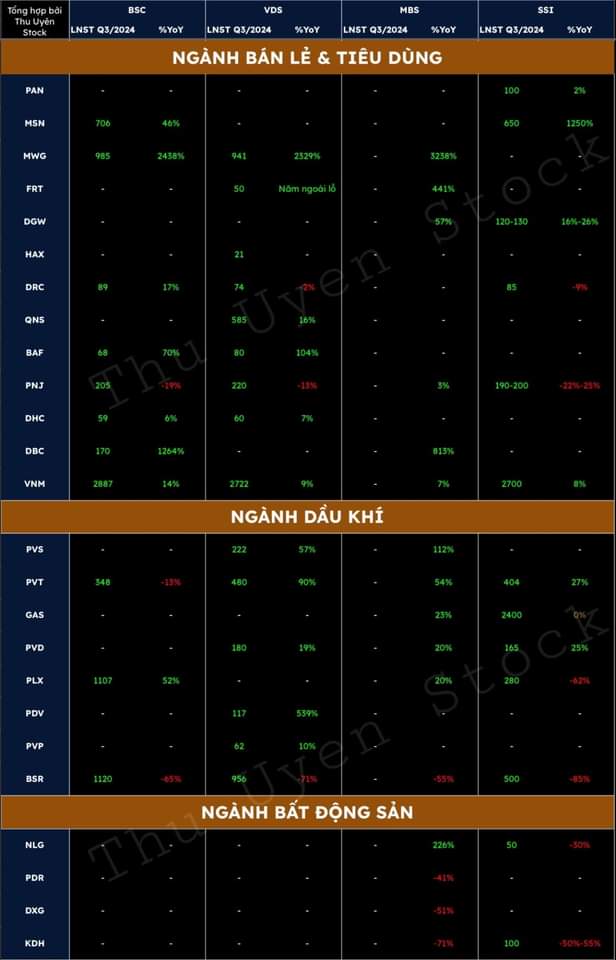 Tổng hợp bởi
Thu Uyên
Stock
BSC VDS MBS SSI
LNST Q3/2024 %YoY LNST Q3/2024 %YoY LNST Q3/2024 %YoY LNST Q3/2024 %YoY
NGÀNH BÁN LẺ & TIÊU DÙNG
PAN - - - - - - 100 2%
MSN 706 46% - - - - 650 1250%
MWG 985 2438% 941 2329% - 3238% - -
FRT - - 50 Năm ngoái lỗ - 441% - -
DGW - - - - - 57% 120-130 16%-26%
HAX - - 21 - - - -
DRC 89 17% 74 -2% - - 85 -9%
QNS - - 585 16% - - - -
BAF 68 70% 80 104% - - - -
PNJ 205 -19% 220 -13% - 3% 190-200 -22%-25%
DHC 59 6% 60 7% - - - -
DBC 170 1264% - - - 813% - -
VNM 2887 14% 2722 9% - 7% 2700 8%
NGÀNH DẦU KHÍ
PVS - - 222 57% - 112% - -
PVT 348 -13% 480 90% - 54% 404 27%
GAS - - - - - 23% 2400 0%
PVD - - 180 19% - 20% 165 25%
PLX 1107 52% - - - 20% 280 -62%
PDV - - 117 539% - - - -
PVP - - 62 10% - - - -
BSR 1120 -65% 956 -71% - -55% 500 -85%
NGÀNH BẤT ĐỘNG SẢN
NLG - - - - - 226% 50 -30%
PDR - - - - - -41% - -
DXG - - - - - -51% - -
KDH - - - - - -71% 100 -50%-55%
Thu Uyen Stock
Thu Uyen Stock